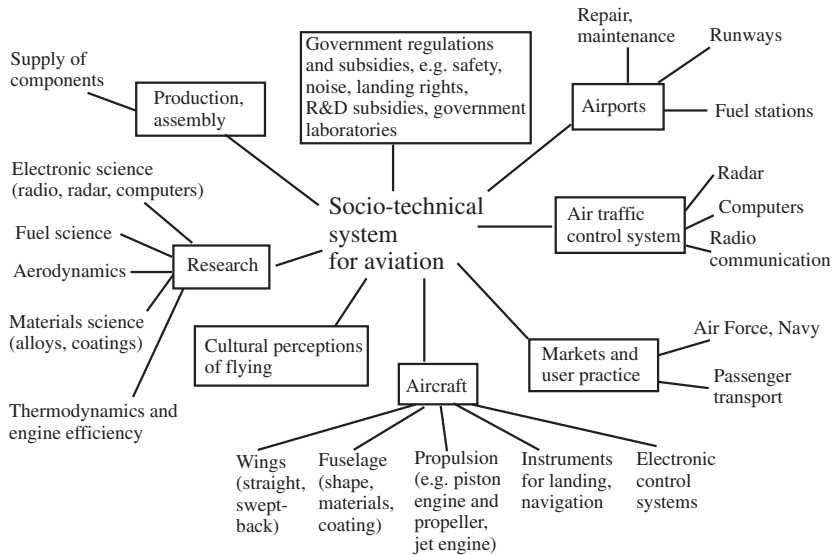 Supply of
components
Production,
assembly
Government regulations
and subsidies, e.g. safety,
noise, landing rights,
R&D subsidies, government
laboratories
Repair,
maintenance
Runways
Airports
Fuel stations
Electronic science
(radio, radar, computers)
Fuel science
Aerodynamics
Research
Materials science
(alloys, coatings)
Thermodynamics and
engine efficiency
Socio-technical
system
for aviation
Air traffic
control system
Radar
Computers
Radio
communication
Cultural perceptions
of flying
Aircraft
Markets and
user practice
Air Force, Navy
Passenger
transport
Wings
(straight,
swept-
back)
Fuselage
(shape,
materials,
coating)
Propulsion
(e.g. piston
engine and
propeller,
jet engine)
Instruments
for landing,
navigation
Electronic
control
systems